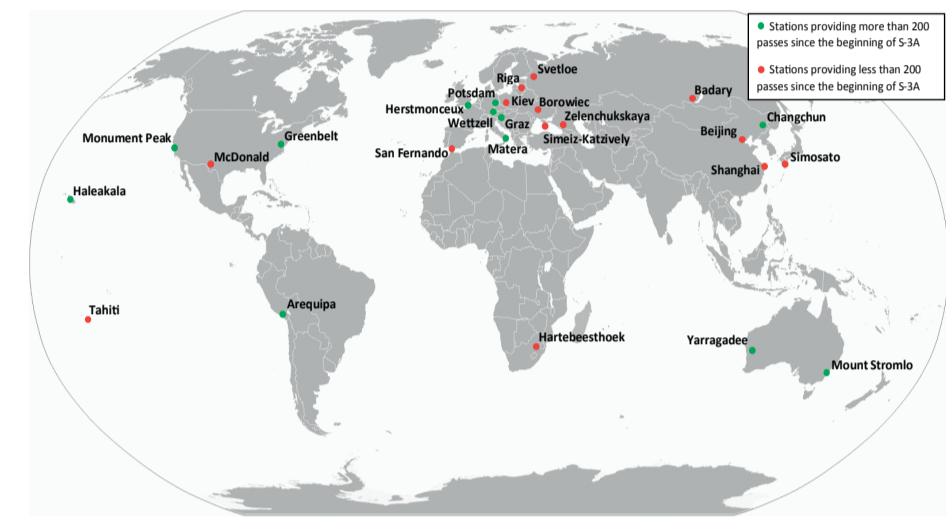 Stations providing more than 200
passes since the beginning of S-3A
Stations providing less than 200
passes since the beginning of S-3A
Svetloe
Riga
Badary
Potsdam
Kiev Borowiec
Herstmonceux
Zelenchukskaya
Changchun
Wettzell
Graz
Beijing
Monument Peak
Greenbelt
Simeiz-Katzively
Matera
San Fernando
McDonald
Simosato
Shanghai
Haleakala
Arequipa
Tahiti
Hartebeesthoek
Yarragadee
Mount Stromlo